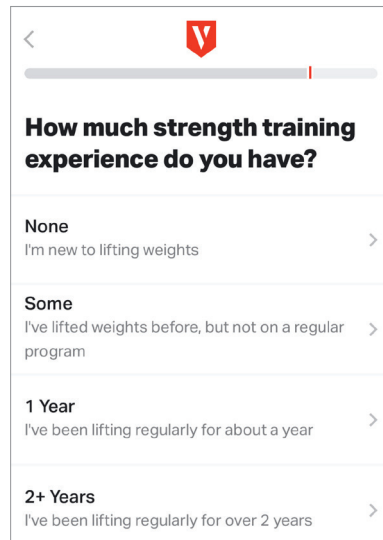 How much strength training
experience do you have?
None
I'm new to lifting weights
Some
I've lifted weights before, but not on a regular
program
1 Year
I've been lifting regularly for about a year
2+ Years
I've been lifting regularly for over 2 years